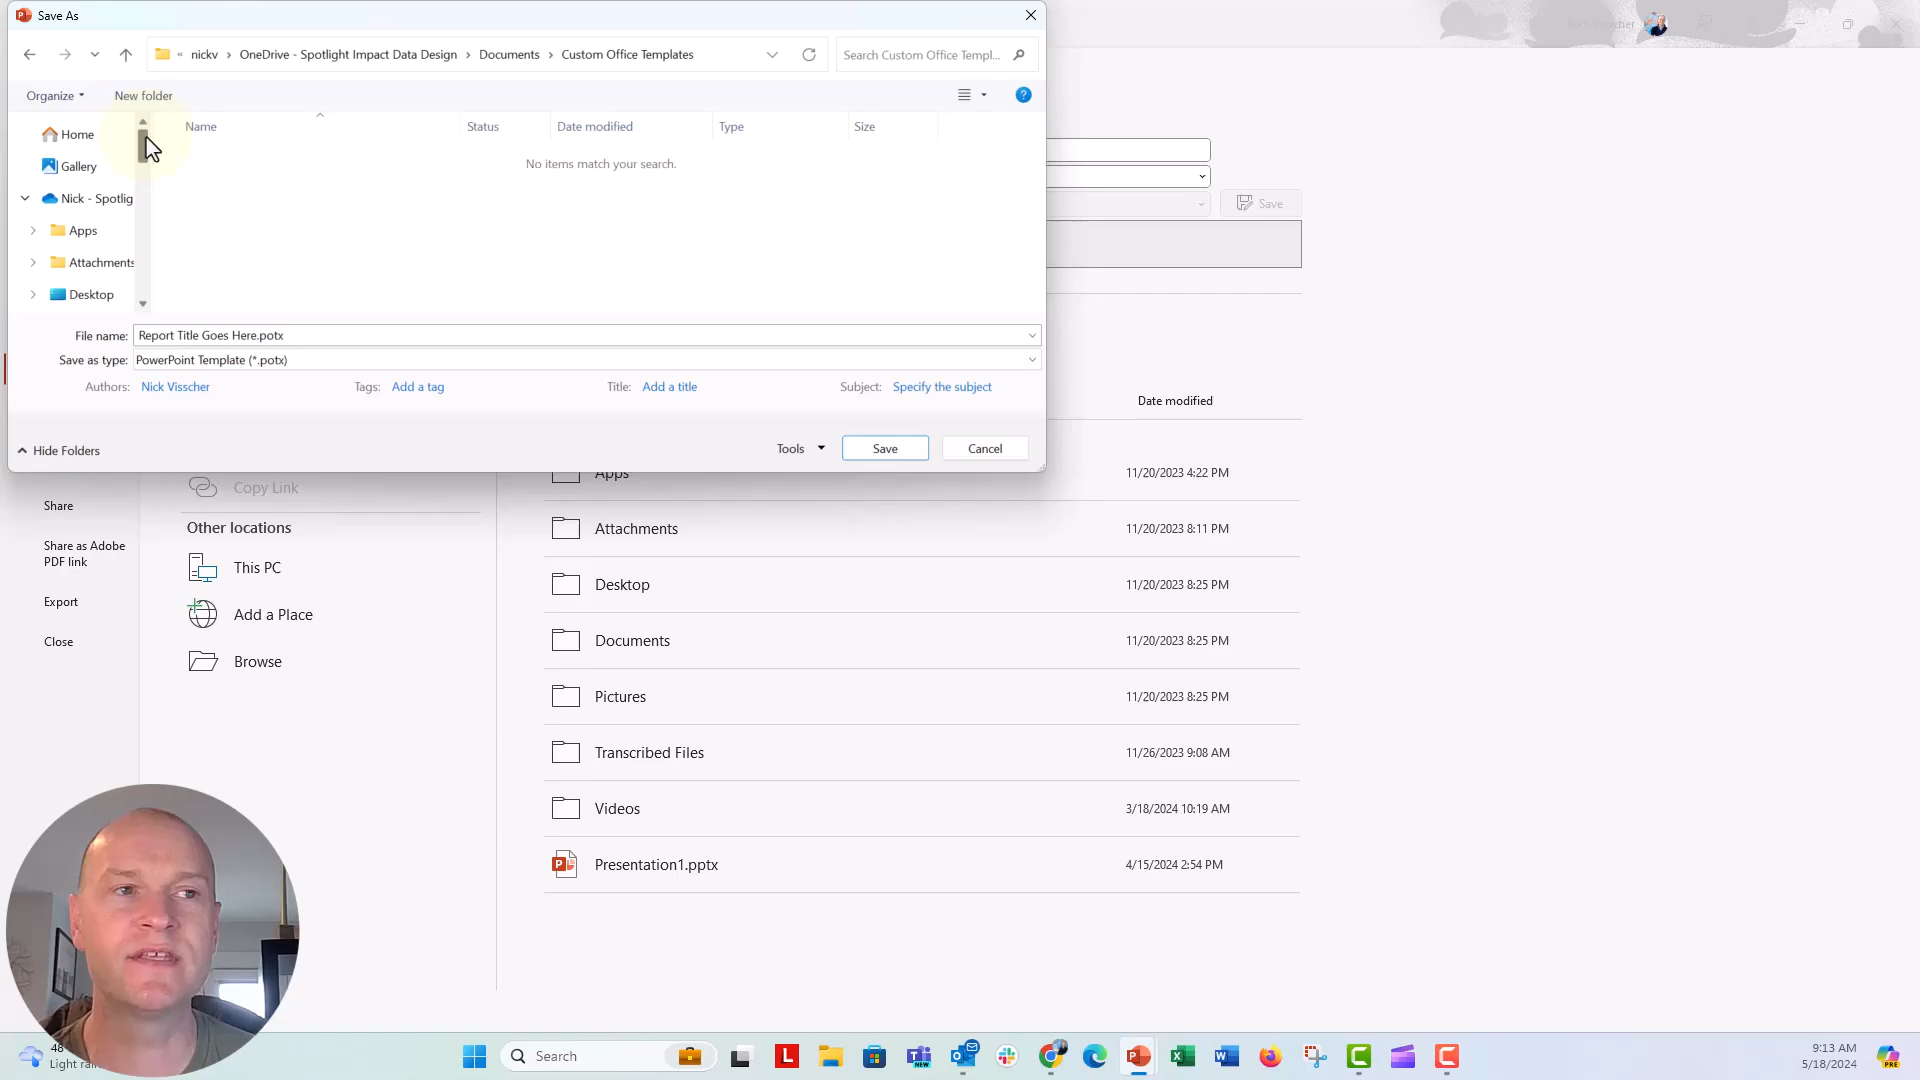 Save As
« nickv › OneDrive - Spotlight Impact Data Design › Documents › Custom Office Templates
Search Custom Office Templ...
Organize
New folder
?
Name
Status
Date modified
Type
Size
No items match your search.
Home
Gallery
Nick - Spotlig
Apps
Attachments
Desktop
File name: Report Title Goes Here.potx
Save as type: PowerPoint Template (*.potx)
Authors: Nick Visscher
Tags: Add a tag
Title: Add a title
Subject: Specify the subject
Hide Folders
Tools
Save
Cancel
Save
Date modified
Share
Share as Adobe
PDF link
Export
Close
Copy Link
Other locations
This PC
Add a Place
Browse
Apps 11/20/2023 4:22 PM
Attachments 11/20/2023 8:11 PM
Desktop 11/20/2023 8:25 PM
Documents 11/20/2023 8:25 PM
Pictures 11/20/2023 8:25 PM
Transcribed Files 11/26/2023 9:08 AM
Videos 3/18/2024 10:19 AM
Presentation1.pptx 4/15/2024 2:54 PM
48
Light rain
Search
9:13 AM
5/18/2024